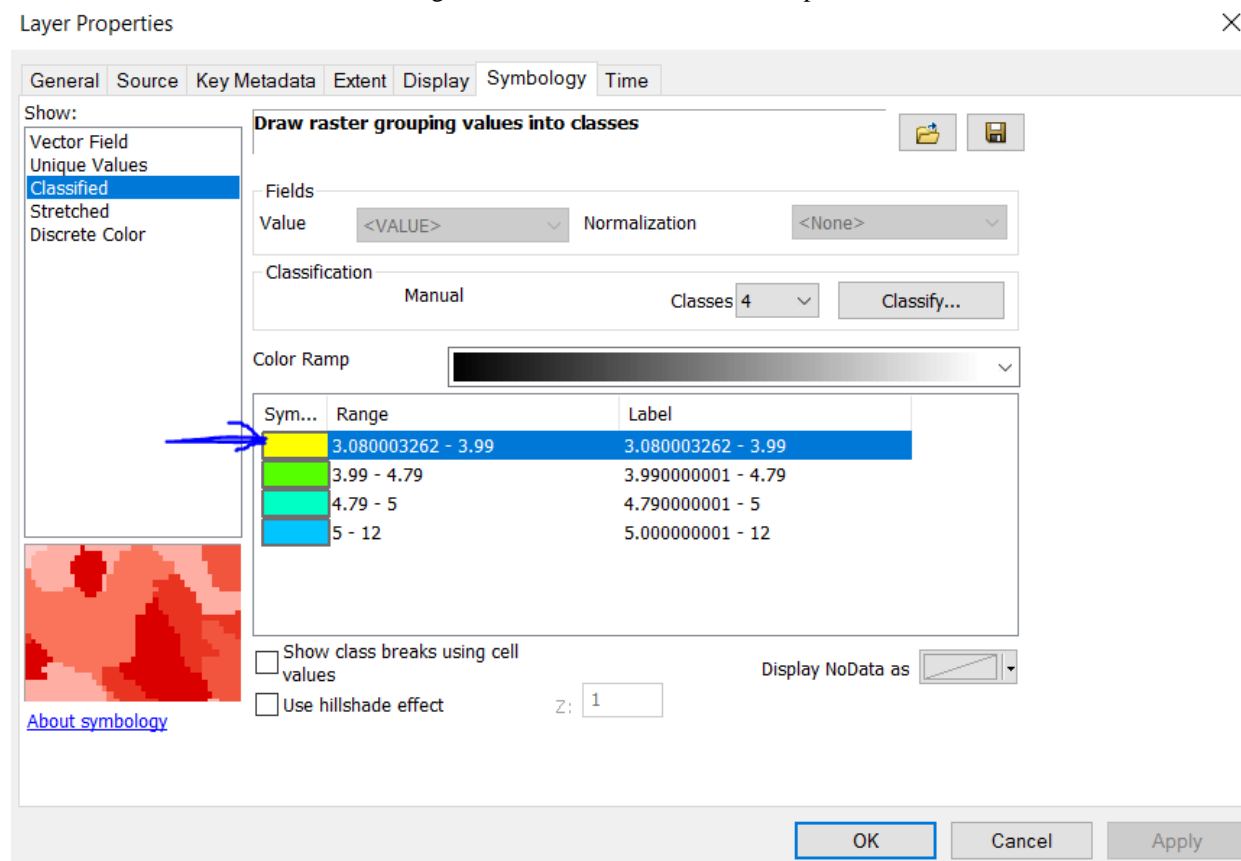 Layer Properties
General Source Key Metadata Extent Display Symbology Time
Show:
Vector Field
Unique Values
Classified
Stretched
Discrete Color
About symbology
Draw raster grouping values into classes
Fields
Value <VALUE> Normalization <None>
Classification
Manual Classes 4 Classify...
Color Ramp
Sym... Range Label
3.080003262 - 3.99 3.080003262 - 3.99
3.99 - 4.79 3.990000001 - 4.79
4.79 - 5 4.790000001 - 5
5 - 12 5.000000001 - 12
Show class breaks using cell
values
Display NoData as
Use hillshade effect Z: 1
OK Cancel Apply